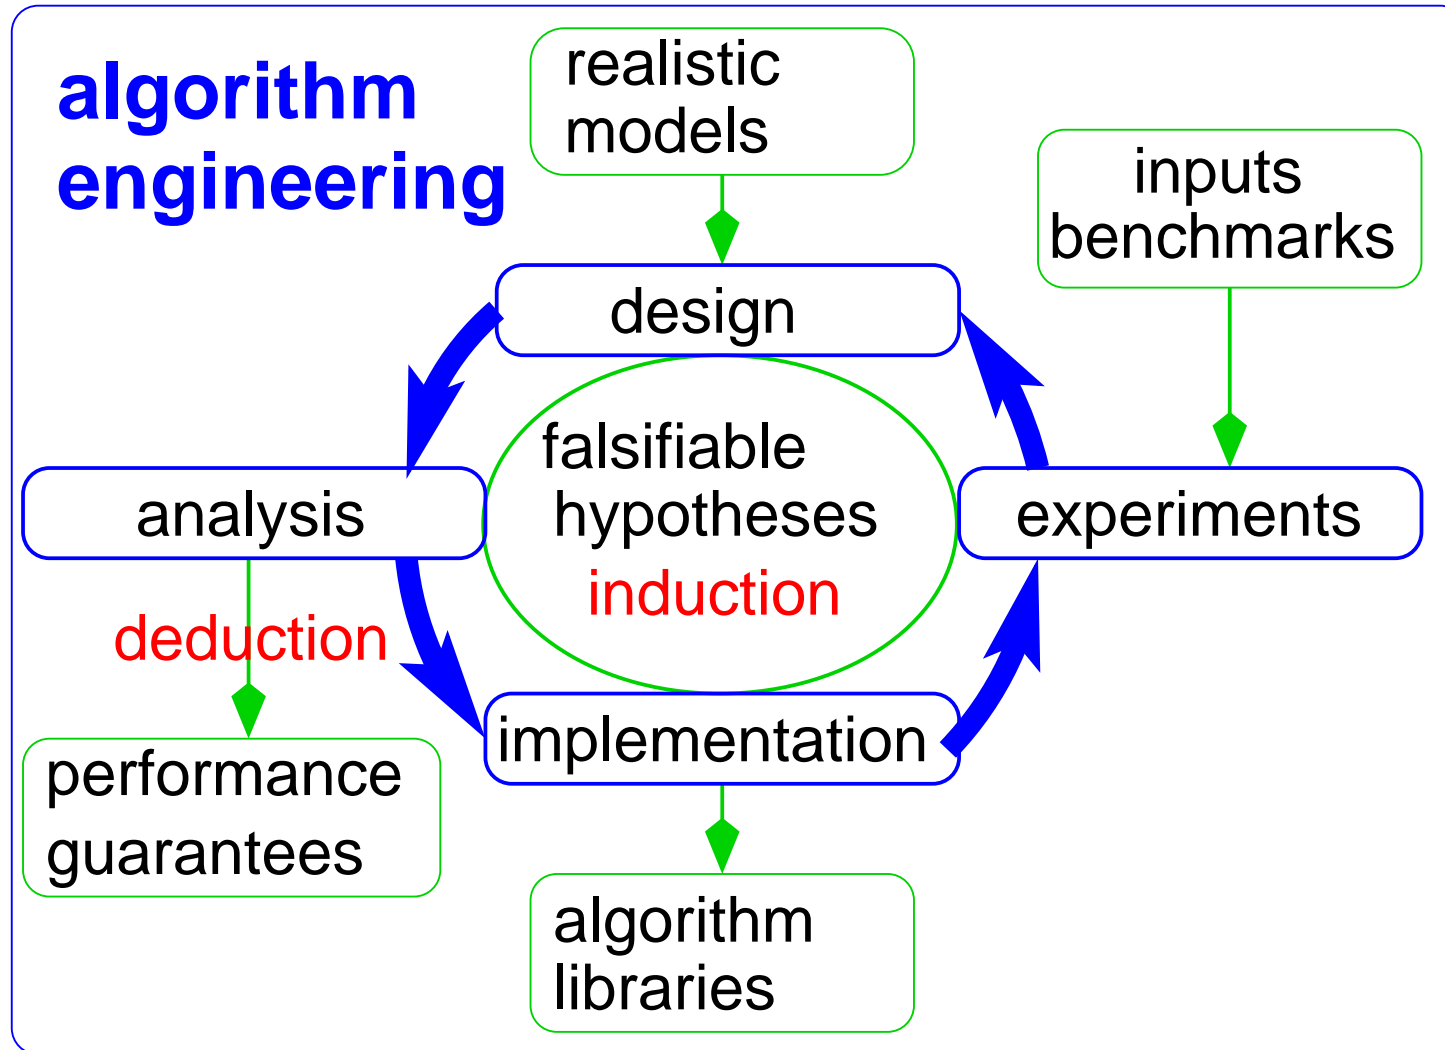 algorithm
engineering
realistic
models
inputs
benchmarks
design
falsifiable
hypotheses
induction
analysis
experiments
deduction
implementation
performance
guarantees
algorithm
libraries